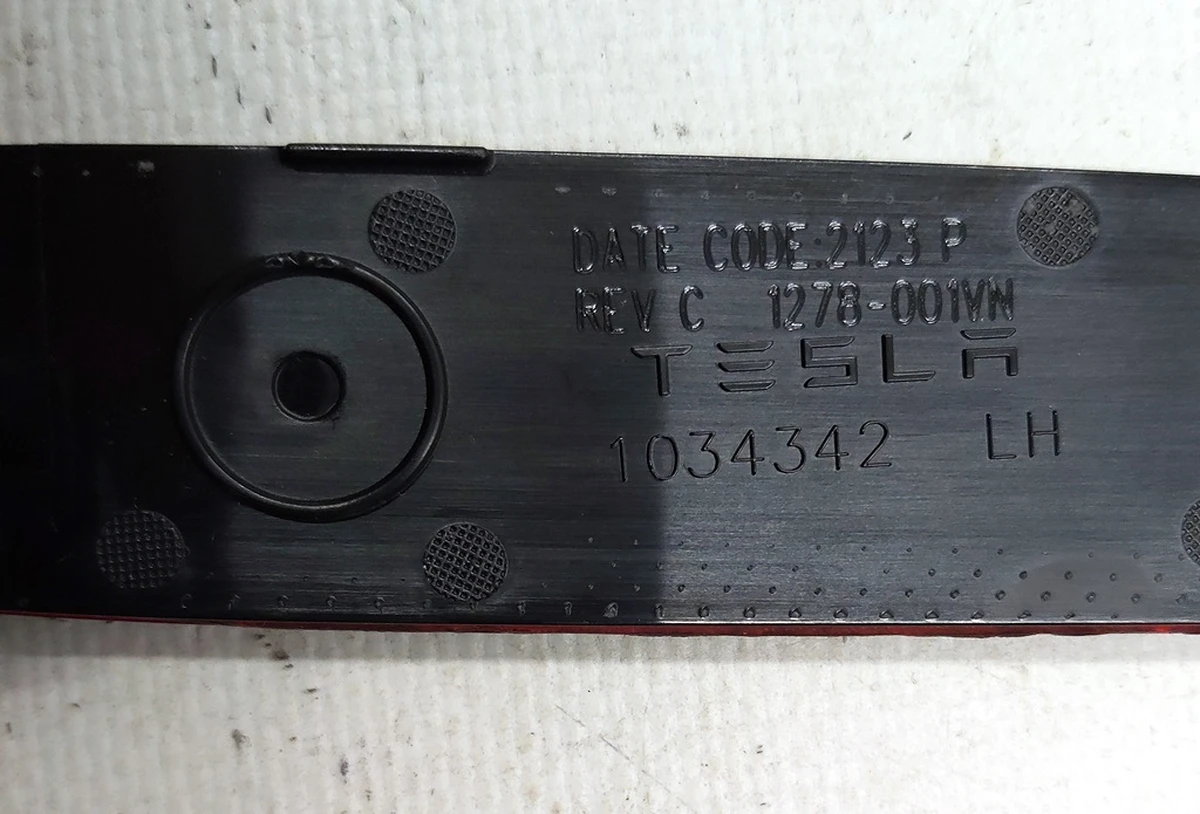 DATE CODE:2123 P
REV C 1278-001VN
TESLA
1034342 LH